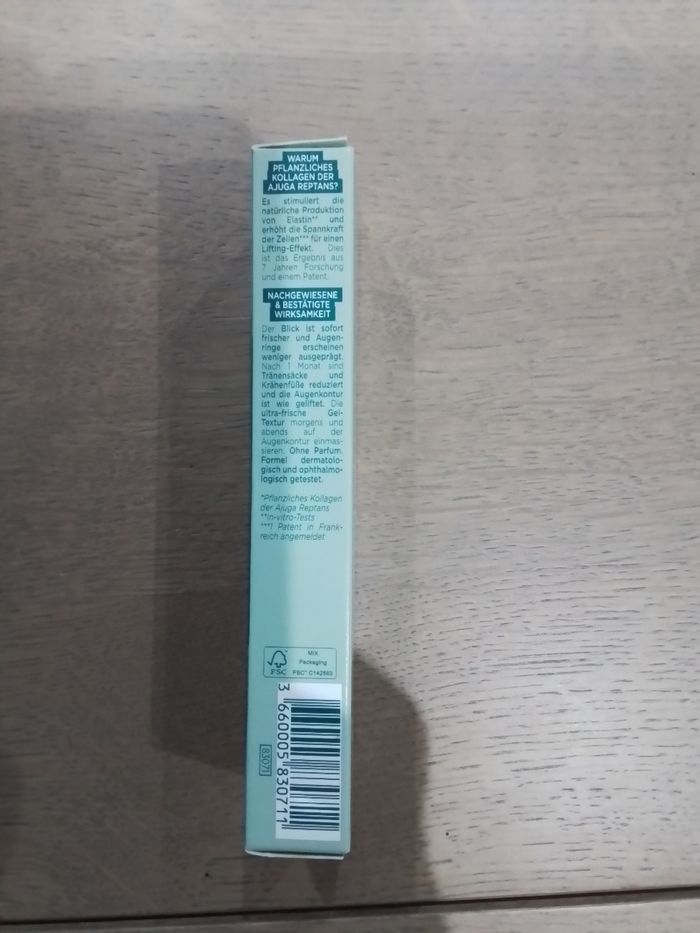 WARUM
PFLANZLICHES
KOLLAGEN DER
AJUGA REPTANS?
Es stimuliert die
natürliche Produktion
von Elastin** und
erhöht die Spannkraft
der Zellen*** für einen
Lifting-Effekt. Dies
ist das Ergebnis aus
7 Jahren Forschung
und einem Patent.
NACHGEWIESENE
& BESTÄTIGTE
WIRKSAMKEIT
Der Blick ist sofort
frischer und Augen-
ringe erscheinen
weniger ausgeprägt.
Nach 1 Monat sind
Tränensäcke und
Krähenfüße reduziert
und die Augenkontur
ist wie geliftet. Die
ultra-frische Gel-
Textur morgens und
abends auf der
Augenkontur einmas-
sieren. Ohne Parfum.
Formel dermatolo-
gisch und ophthalmo-
logisch getestet.
*Pflanzliches Kollagen
der Ajuga Reptans
**In-vitro-Tests
***1 Patent in Frank-
reich angemeldet
FSC
MIX
Packaging
FSC® C142563
3 660005 830711
83071